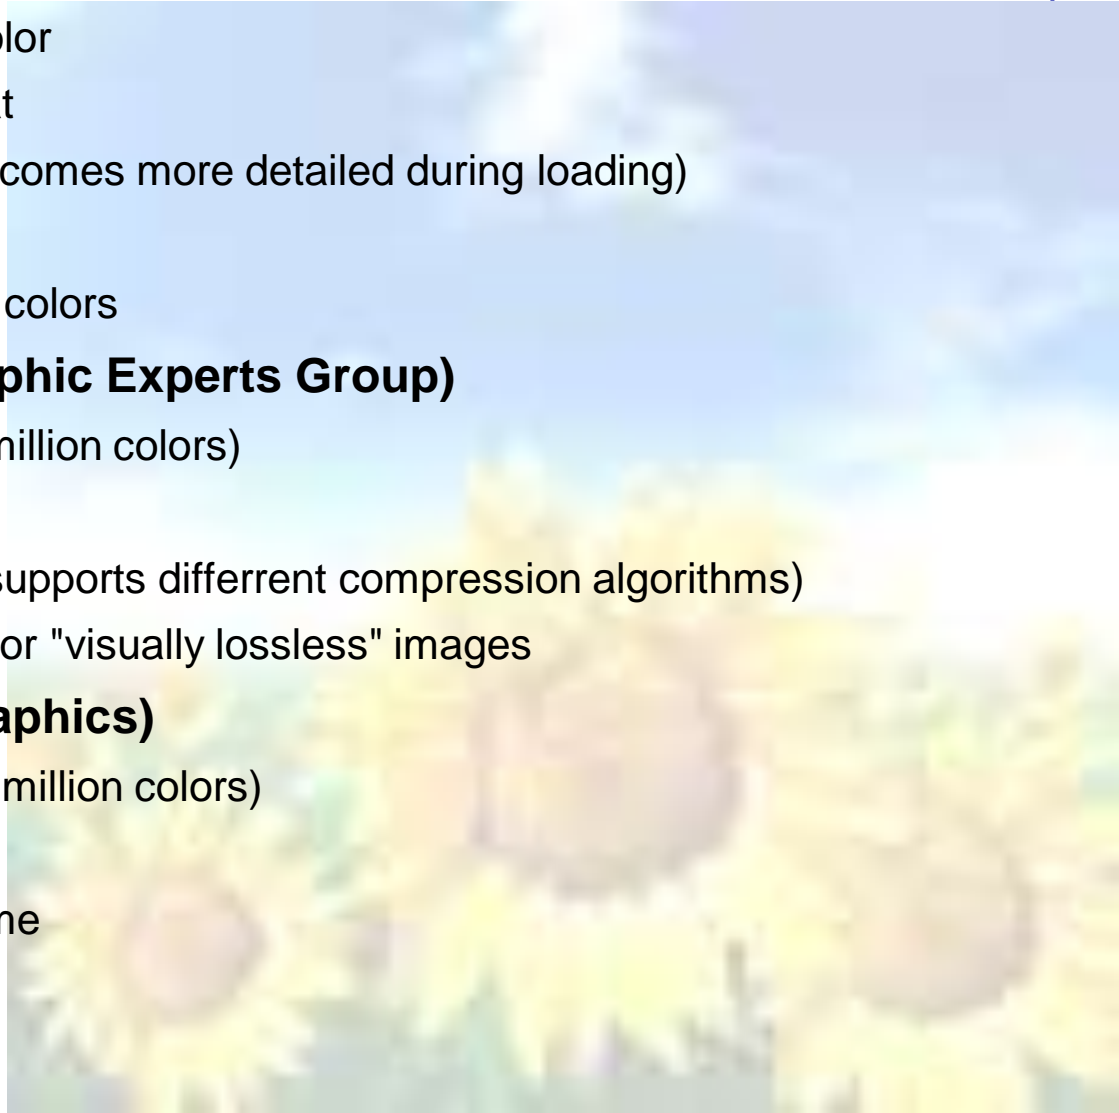 olor
t
comes more detailed during loading)
colors
phic Experts Group)
million colors)
supports differrent compression algorithms)
or "visually lossless" images
aphics)
million colors)
me